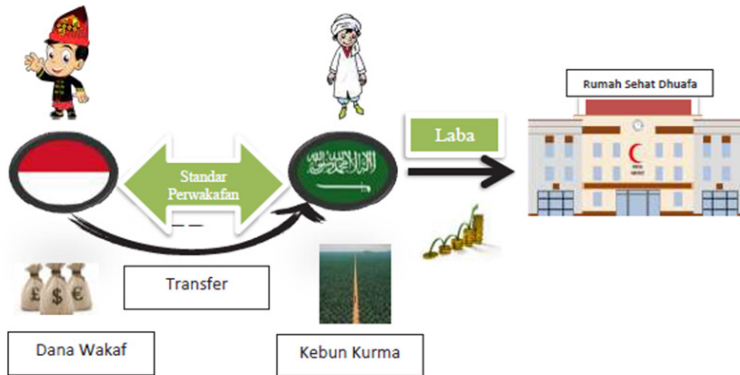 Rumah Sehat Dhuafa
Laba
Standar
Perwakafan
Transfer
Dana Wakaf
Kebun Kurma